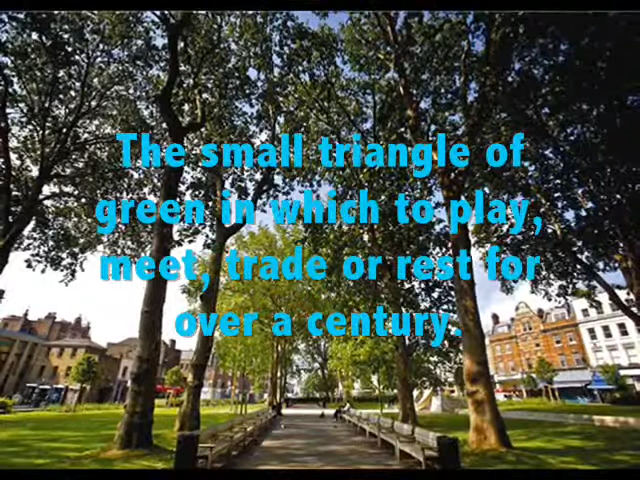 The small triangle of
green in which to play,
meet, trade or rest for
over a century.